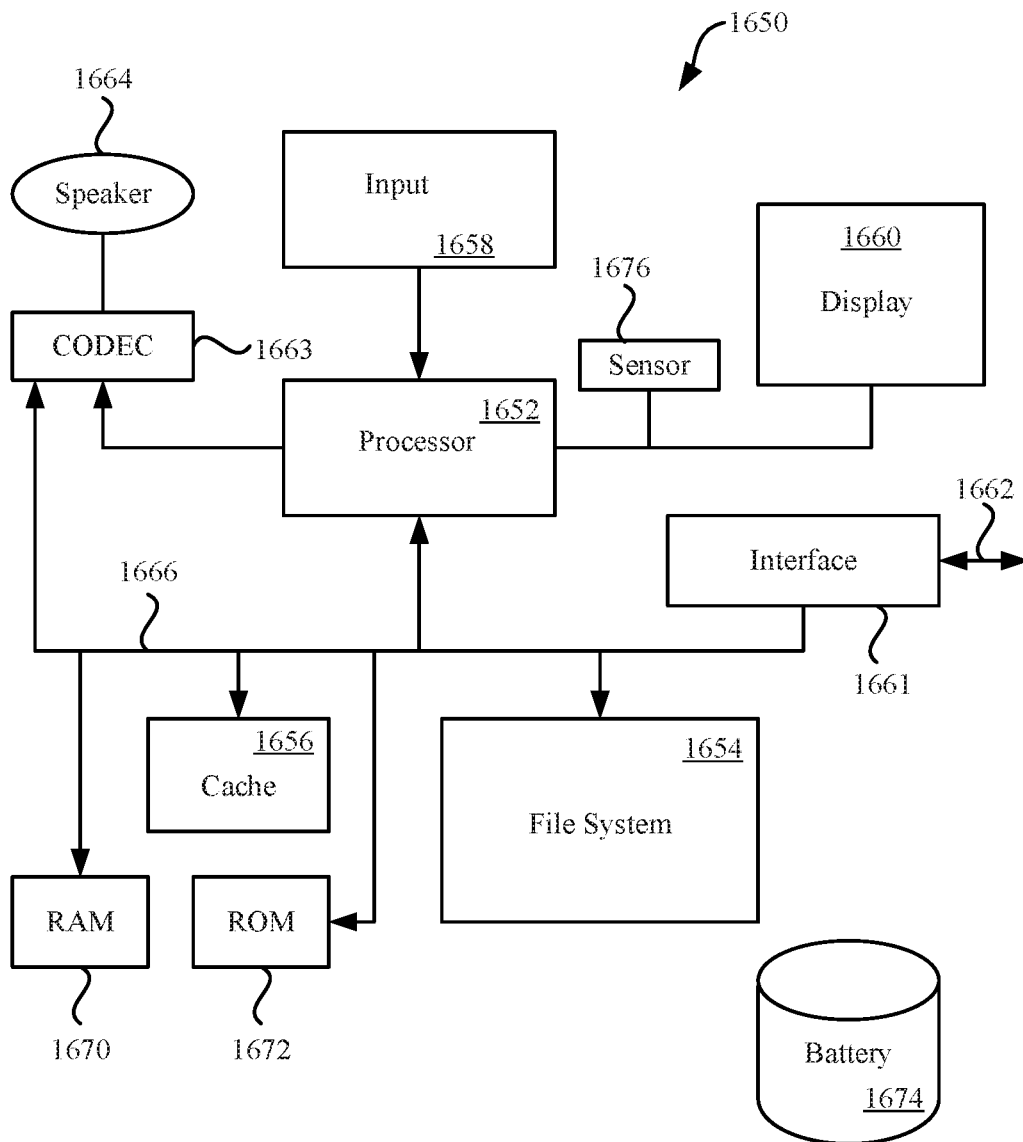 1650
1664
Speaker
Input
1658
1660
Display
1676
Sensor
CODEC
1663
1652
Processor
1662
Interface
1666
1661
1656
Cache
1654
File System
RAM
ROM
1670
1672
Battery
1674